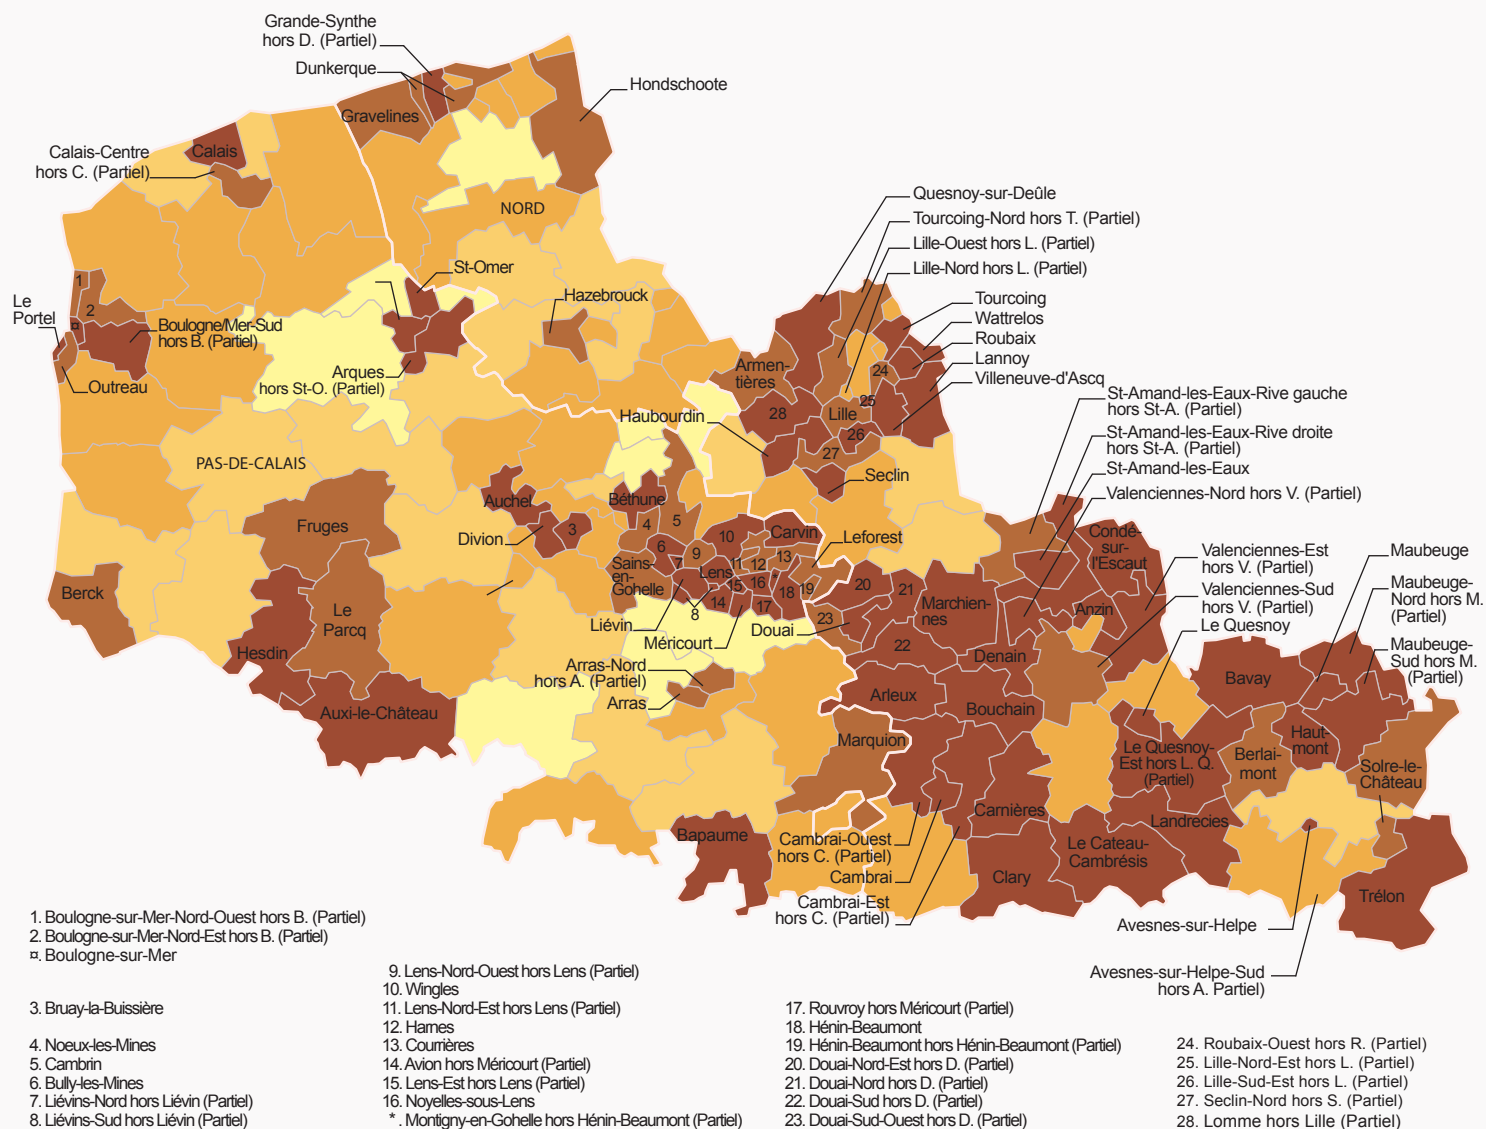 Grande-Synthe
hors D. (Partiel)
Dunkerque
Hondschoote
Gravelines
Calais
Calais-Centre
hors C. (Partiel)
NORD
Quesnoy-sur-Deûle
Tourcoing-Nord hors T. (Partiel)
Lille-Ouest hors L. (Partiel)
Lille-Nord hors L. (Partiel)
St-Omer
1
2
Hazebrouck
Le
Portel
¤
Boulogne/Mer-Sud
hors B. (Partiel)
Tourcoing
Wattrelos
Roubaix
Lannoy
Villeneuve-d'Ascq
Outreau
Arques
hors St-O. (Partiel)
Armen-
tières
24
25
28
Lille
26
27
Haubourdin
St-Amand-les-Eaux-Rive gauche
hors St-A. (Partiel)
St-Amand-les-Eaux-Rive droite
hors St-A. (Partiel)
St-Amand-les-Eaux
Valenciennes-Nord hors V. (Partiel)
PAS-DE-CALAIS
Seclin
Auchel
Béthune
Fruges
Divion
3
4
5
10
Carvin
Leforest
Condé-
sur-
l'Escaut
Valenciennes-Est
hors V. (Partiel)
Maubeuge
6
7
9
11
12
13
Sains-
en-
Gohelle
Lens
15
16
*
18
19
20
21
Berck
Le
Parcq
8
14
17
Liévin
Méricourt
Douai
23
22
Marchien-
nes
Anzin
Valenciennes-Sud
hors V. (Partiel)
Le Quesnoy
Maubeuge-
Nord hors M.
(Partiel)
Maubeuge-
Sud hors M.
(Partiel)
Hesdin
Denain
Arras-Nord
hors A. (Partiel)
Arras
Arleux
Bavay
Auxi-le-Château
Bouchain
Marquion
Le Quesnoy-
Est hors L. Q.
(Partiel)
Haut-
mont
Berlai-
mont
Solre-le-
Château
Carnières
Landrecies
Bapaume
Cambrai-Ouest
hors C. (Partiel)
Le Cateau-
Cambrésis
Cambrai
Clary
Cambrai-Est
hors C. (Partiel)
Trélon
Avesnes-sur-Helpe
Avesnes-sur-Helpe-Sud
hors A. Partiel)
1. Boulogne-sur-Mer-Nord-Ouest hors B. (Partiel)
2. Boulogne-sur-Mer-Nord-Est hors B. (Partiel)
¤. Boulogne-sur-Mer
3. Bruay-la-Buissière
4. Noeux-les-Mines
5. Cambrin
6. Bully-les-Mines
7. Liévins-Nord hors Liévin (Partiel)
8. Liévins-Sud hors Liévin (Partiel)
9. Lens-Nord-Ouest hors Lens (Partiel)
10. Wingles
11. Lens-Nord-Est hors Lens (Partiel)
12. Harnes
13. Courrières
14. Avion hors Méricourt (Partiel)
15. Lens-Est hors Lens (Partiel)
16. Noyelles-sous-Lens
* . Montigny-en-Gohelle hors Hénin-Beaumont (Partiel)
17. Rouvroy hors Méricourt (Partiel)
18. Hénin-Beaumont
19. Hénin-Beaumont hors Hénin-Beaumont (Partiel)
20. Douai-Nord-Est hors D. (Partiel)
21. Douai-Nord hors D. (Partiel)
22. Douai-Sud hors D. (Partiel)
23. Douai-Sud-Ouest hors D. (Partiel)
24. Roubaix-Ouest hors R. (Partiel)
25. Lille-Nord-Est hors L. (Partiel)
26. Lille-Sud-Est hors L. (Partiel)
27. Seclin-Nord hors S. (Partiel)
28. Lomme hors Lille (Partiel)